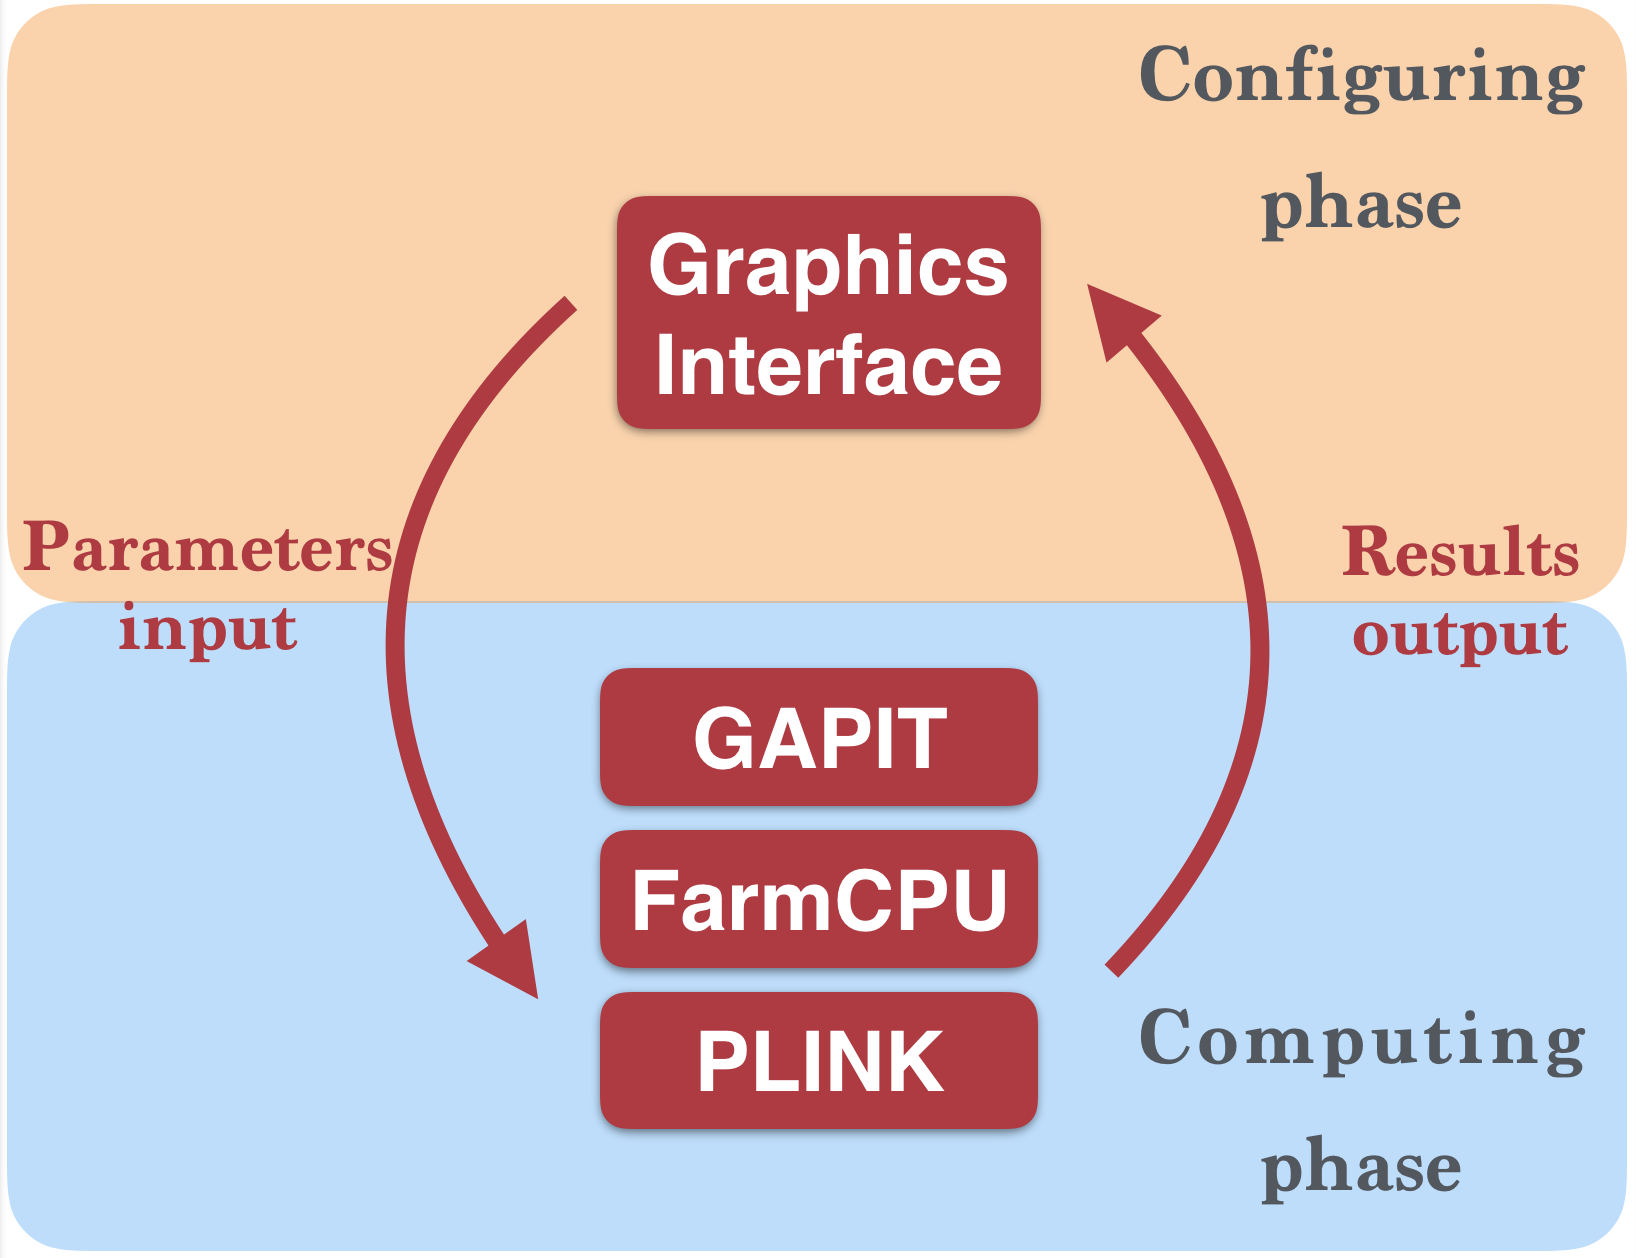 Configuring
phase
Graphics
Interface
Parameters
input
Results
output
GAPIT
FarmCPU
PLINK
Computing
phase